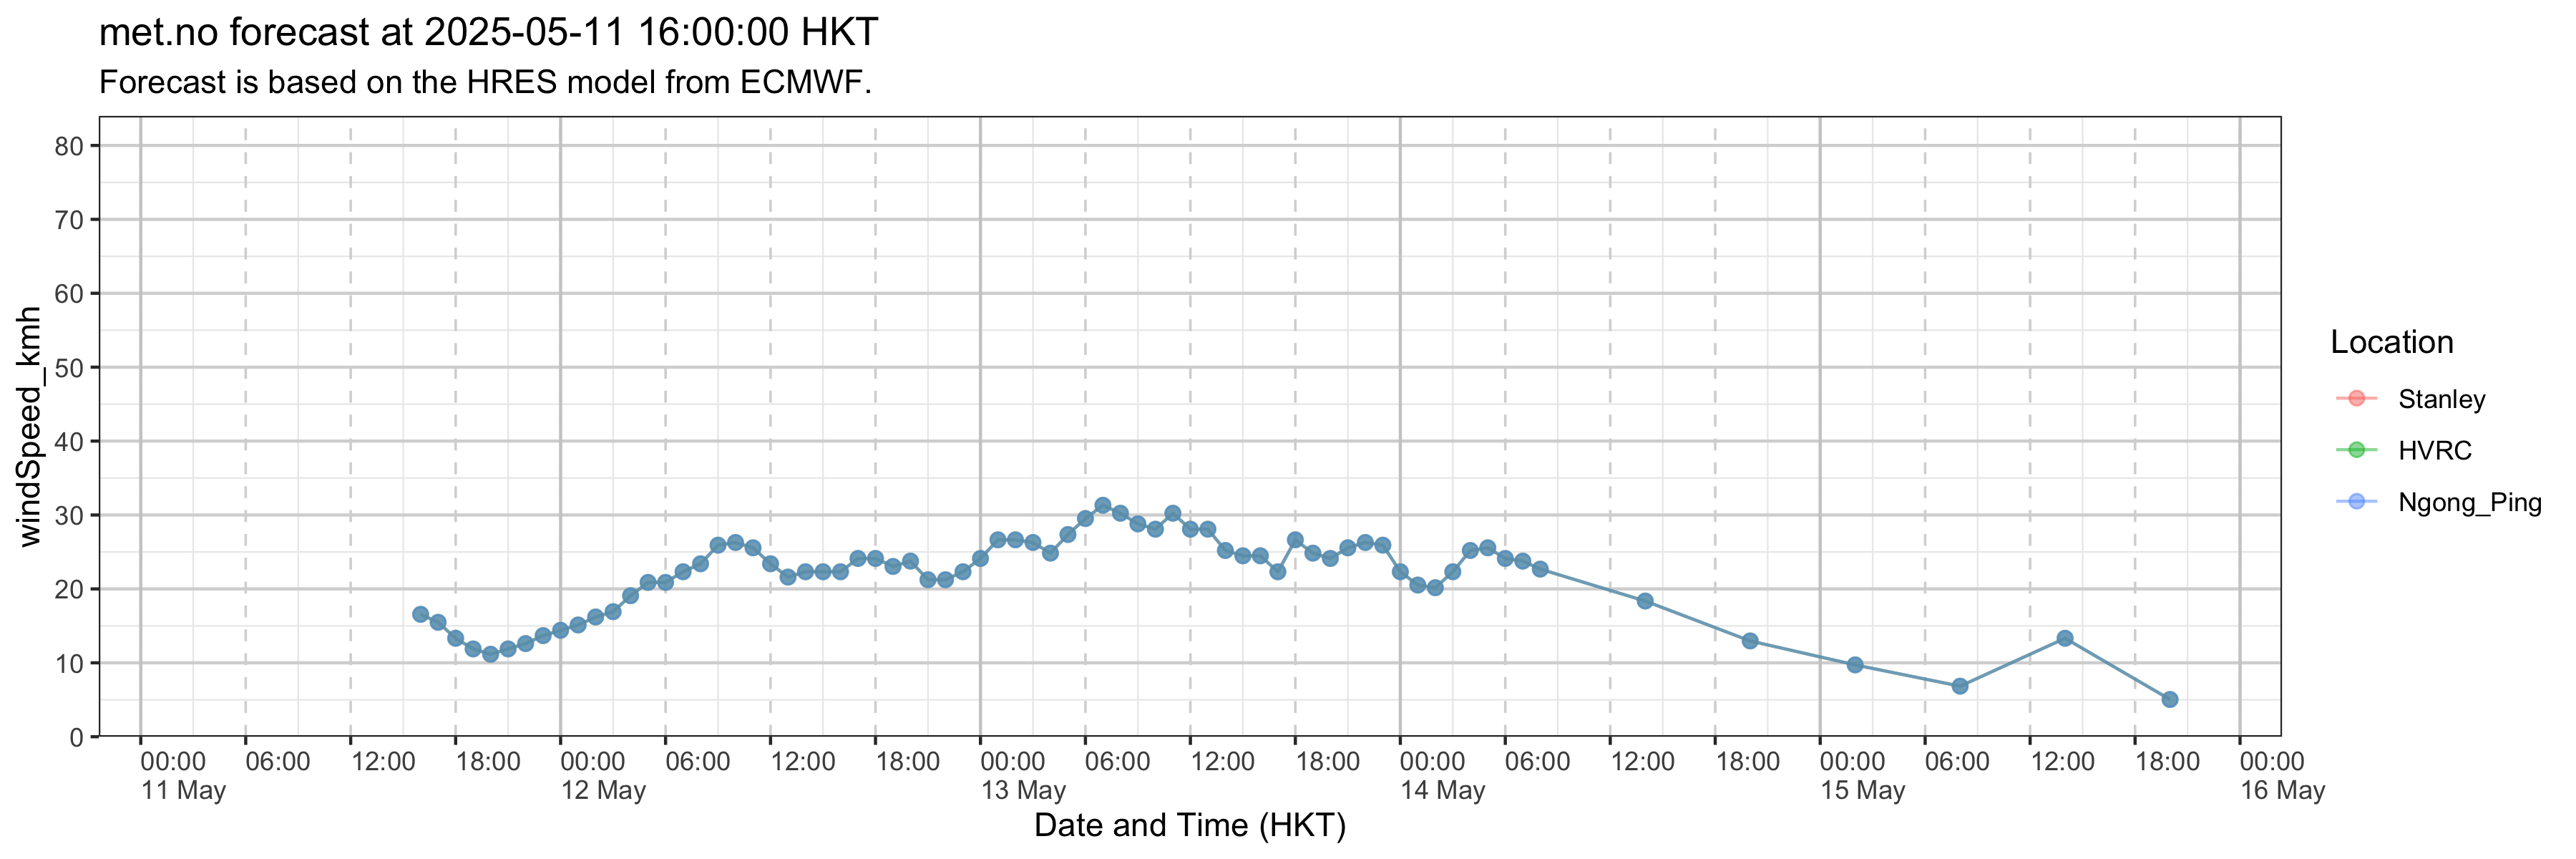 met.no forecast at 2025-05-11 16:00:00 HKT
Forecast is based on the HRES model from ECMWF.
windSpeed_kmh
80
70
60
50
40
30
20
10
0
00:00 06:00 12:00 18:00 00:00 06:00 12:00 18:00 00:00 06:00 12:00 18:00 00:00 06:00 12:00 18:00 00:00 06:00 12:00 18:00 00:00
11 May 12 May 13 May 14 May 15 May 16 May
Date and Time (HKT)
Location
Stanley
HVRC
Ngong_Ping